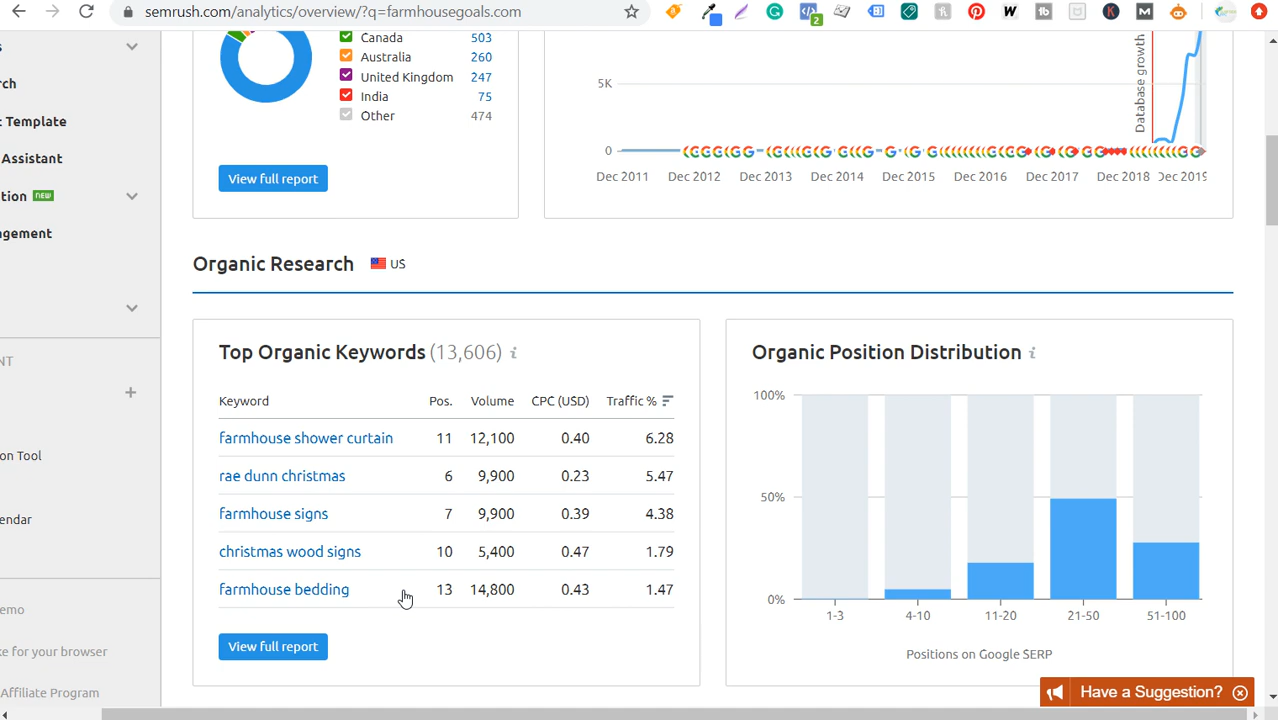 semrush.com/analytics/overview/?q=farmhousegoals.com
s
rch
t Template
Assistant
tion NEW
agement
NT
+
on Tool
endar
emo
ke for your browser
Affiliate Program
Canada 503
Australia 260
United Kingdom 247
India 75
Other 474
View full report
5K
0
Database growth
Dec 2011 Dec 2012 Dec 2013 Dec 2014 Dec 2015 Dec 2016 Dec 2017 Dec 2018 Dec 2019
Organic Research US
Top Organic Keywords (13,606) i
Keyword Pos. Volume CPC (USD) Traffic %
farmhouse shower curtain 11 12,100 0.40 6.28
rae dunn christmas 6 9,900 0.23 5.47
farmhouse signs 7 9,900 0.39 4.38
christmas wood signs 10 5,400 0.47 1.79
farmhouse bedding 13 14,800 0.43 1.47
View full report
Organic Position Distribution i
100%
50%
0%
1-3 4-10 11-20 21-50 51-100
Positions on Google SERP
Have a Suggestion?